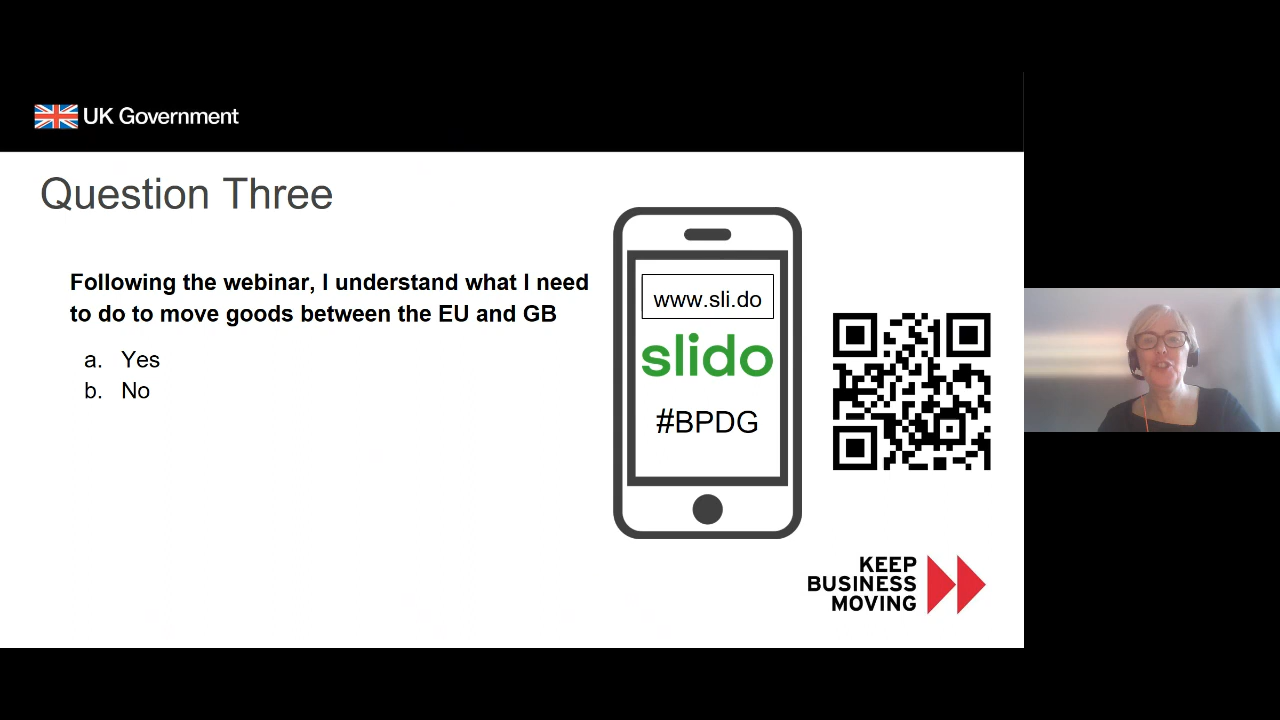 UK Government
Question Three
Following the webinar, I understand what I need
to do to move goods between the EU and GB
a. Yes
b. No
www.sli.do
slido
#BPDG
KEEP
BUSINESS
MOVING